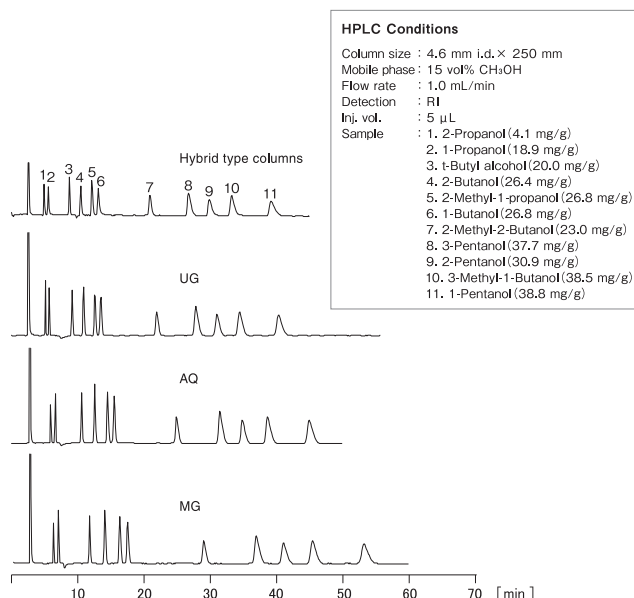 HPLC Conditions
Column size : 4.6 mm i.d. × 250 mm
Mobile phase : 15 vol% CH₃OH
Flow rate : 1.0 mL/min
Detection : RI
Inj. vol. : 5 μL
Sample : 1. 2-Propanol (4.1 mg/g)
2. 1-Propanol (18.9 mg/g)
3. t-Butyl alcohol (20.0 mg/g)
4. 2-Butanol (26.4 mg/g)
5. 2-Methyl-1-propanol (26.8 mg/g)
6. 1-Butanol (26.8 mg/g)
7. 2-Methyl-2-Butanol (23.0 mg/g)
8. 3-Pentanol (37.7 mg/g)
9. 2-Pentanol (30.9 mg/g)
10. 3-Methyl-1-Butanol (38.5 mg/g)
11. 1-Pentanol (38.8 mg/g)
Hybrid type columns
1 2 3 4 5 6 7 8 9 10 11
UG
AQ
MG
10 20 30 40 50 60 70 [min]